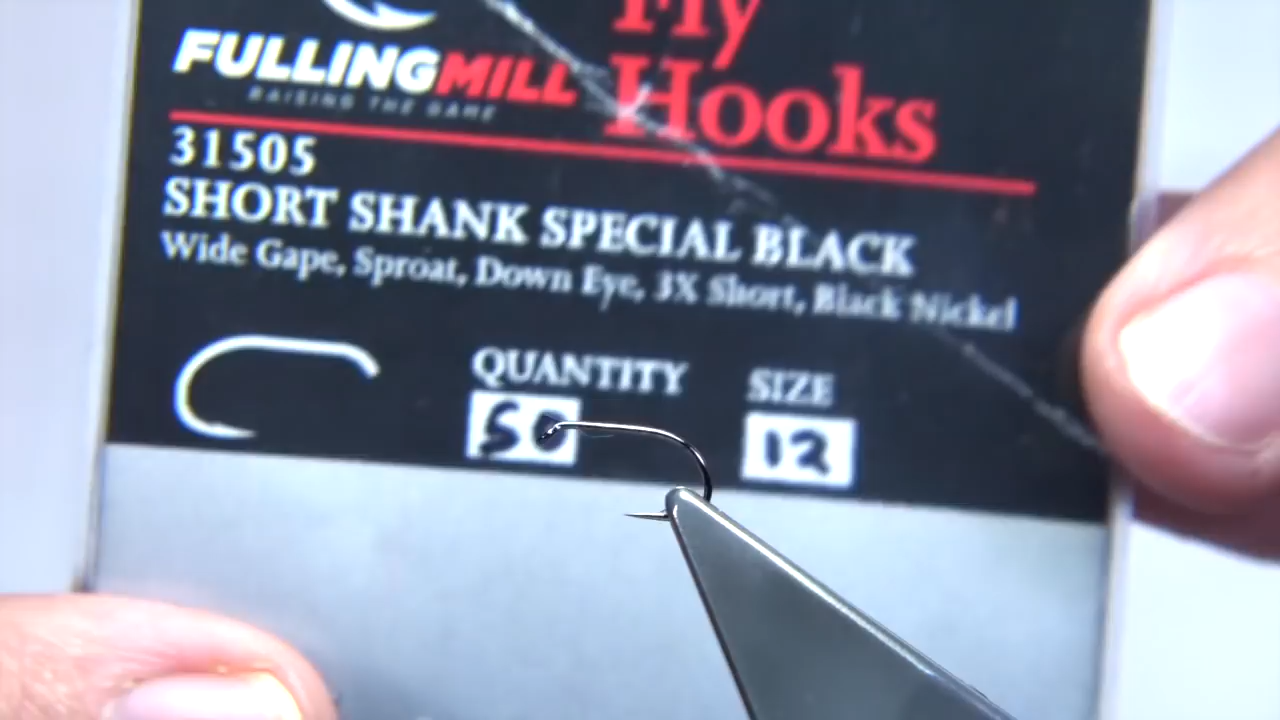 Fly
FULLINGMILL
Hooks
RAISING THE GAME
31505
SHORT SHANK SPECIAL BLACK
Wide Gape, Sproat, Down Eye, 3X Short, Black Nickel
QUANTITY SIZE
50 12